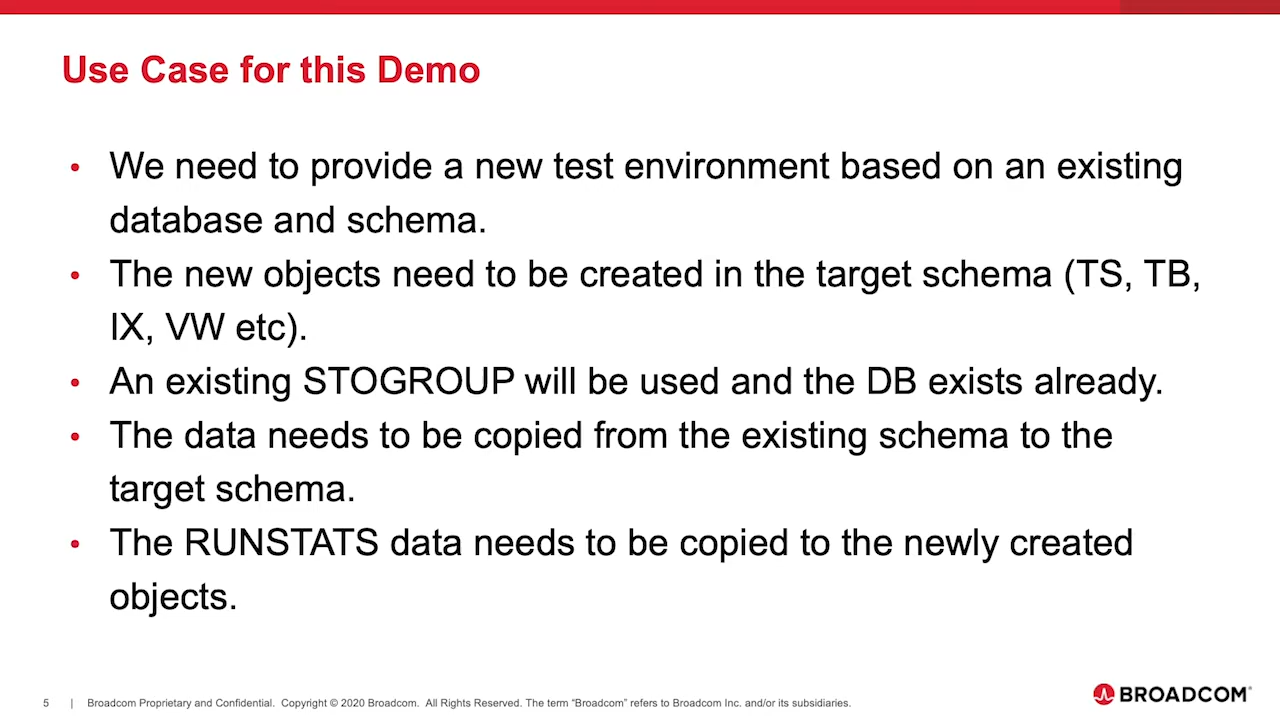 Use Case for this Demo
• We need to provide a new test environment based on an existing
database and schema.
• The new objects need to be created in the target schema (TS, TB,
IX, VW etc).
• An existing STOGROUP will be used and the DB exists already.
• The data needs to be copied from the existing schema to the
target schema.
• The RUNSTATS data needs to be copied to the newly created
objects.
5 | Broadcom Proprietary and Confidential. Copyright © 2020 Broadcom. All Rights Reserved. The term “Broadcom” refers to Broadcom Inc. and/or its subsidiaries.
BROADCOM®